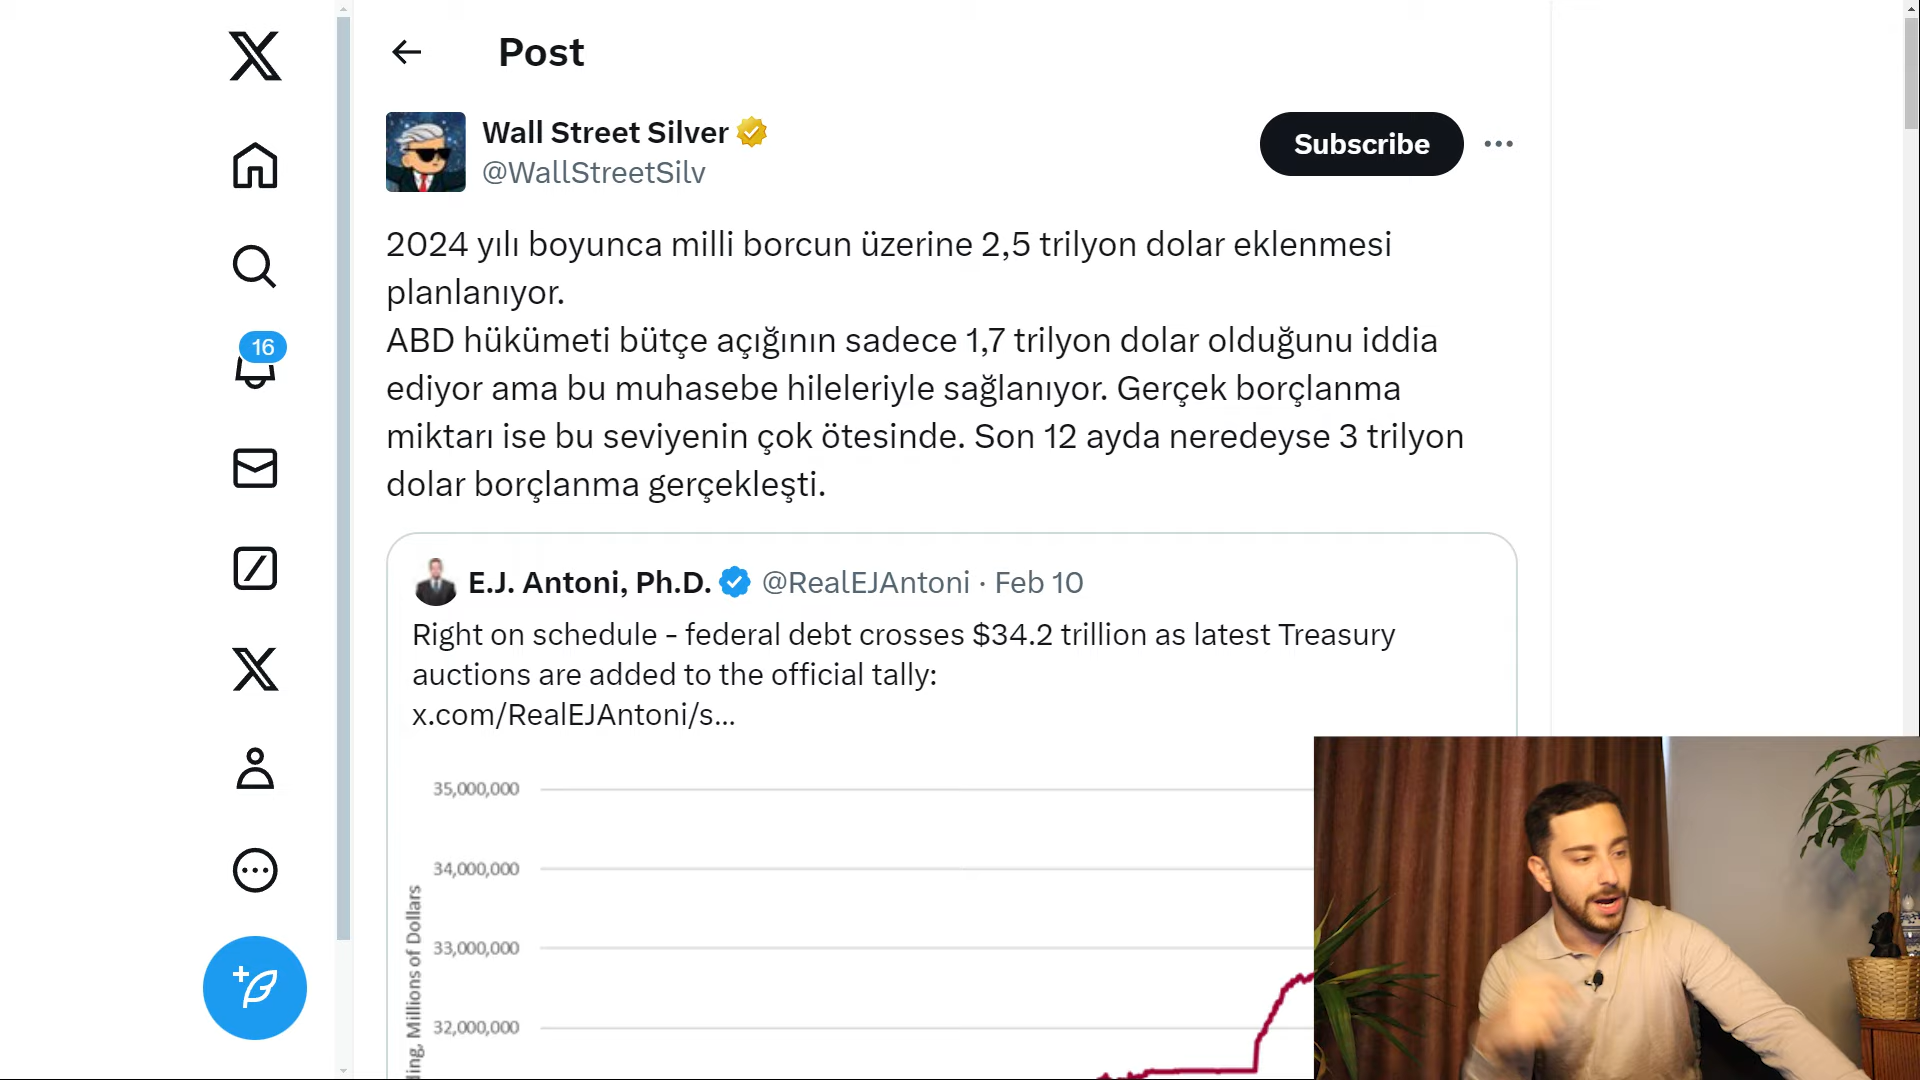 Post
Wall Street Silver
@WallStreetSilv
Subscribe
2024 yılı boyunca milli borcun üzerine 2,5 trilyon dolar eklenmesi
planlanıyor.
ABD hükümeti bütçe açığının sadece 1,7 trilyon dolar olduğunu iddia
ediyor ama bu muhasebe hileleriyle sağlanıyor. Gerçek borçlanma
miktarı ise bu seviyenin çok ötesinde. Son 12 ayda neredeyse 3 trilyon
dolar borçlanma gerçekleşti.
16
E.J. Antoni, Ph.D. @RealEJAntoni · Feb 10
Right on schedule - federal debt crosses $34.2 trillion as latest Treasury
auctions are added to the official tally:
x.com/RealEJAntoni/s...
35,000,000
34,000,000
33,000,000
32,000,000
Millions of Dollars